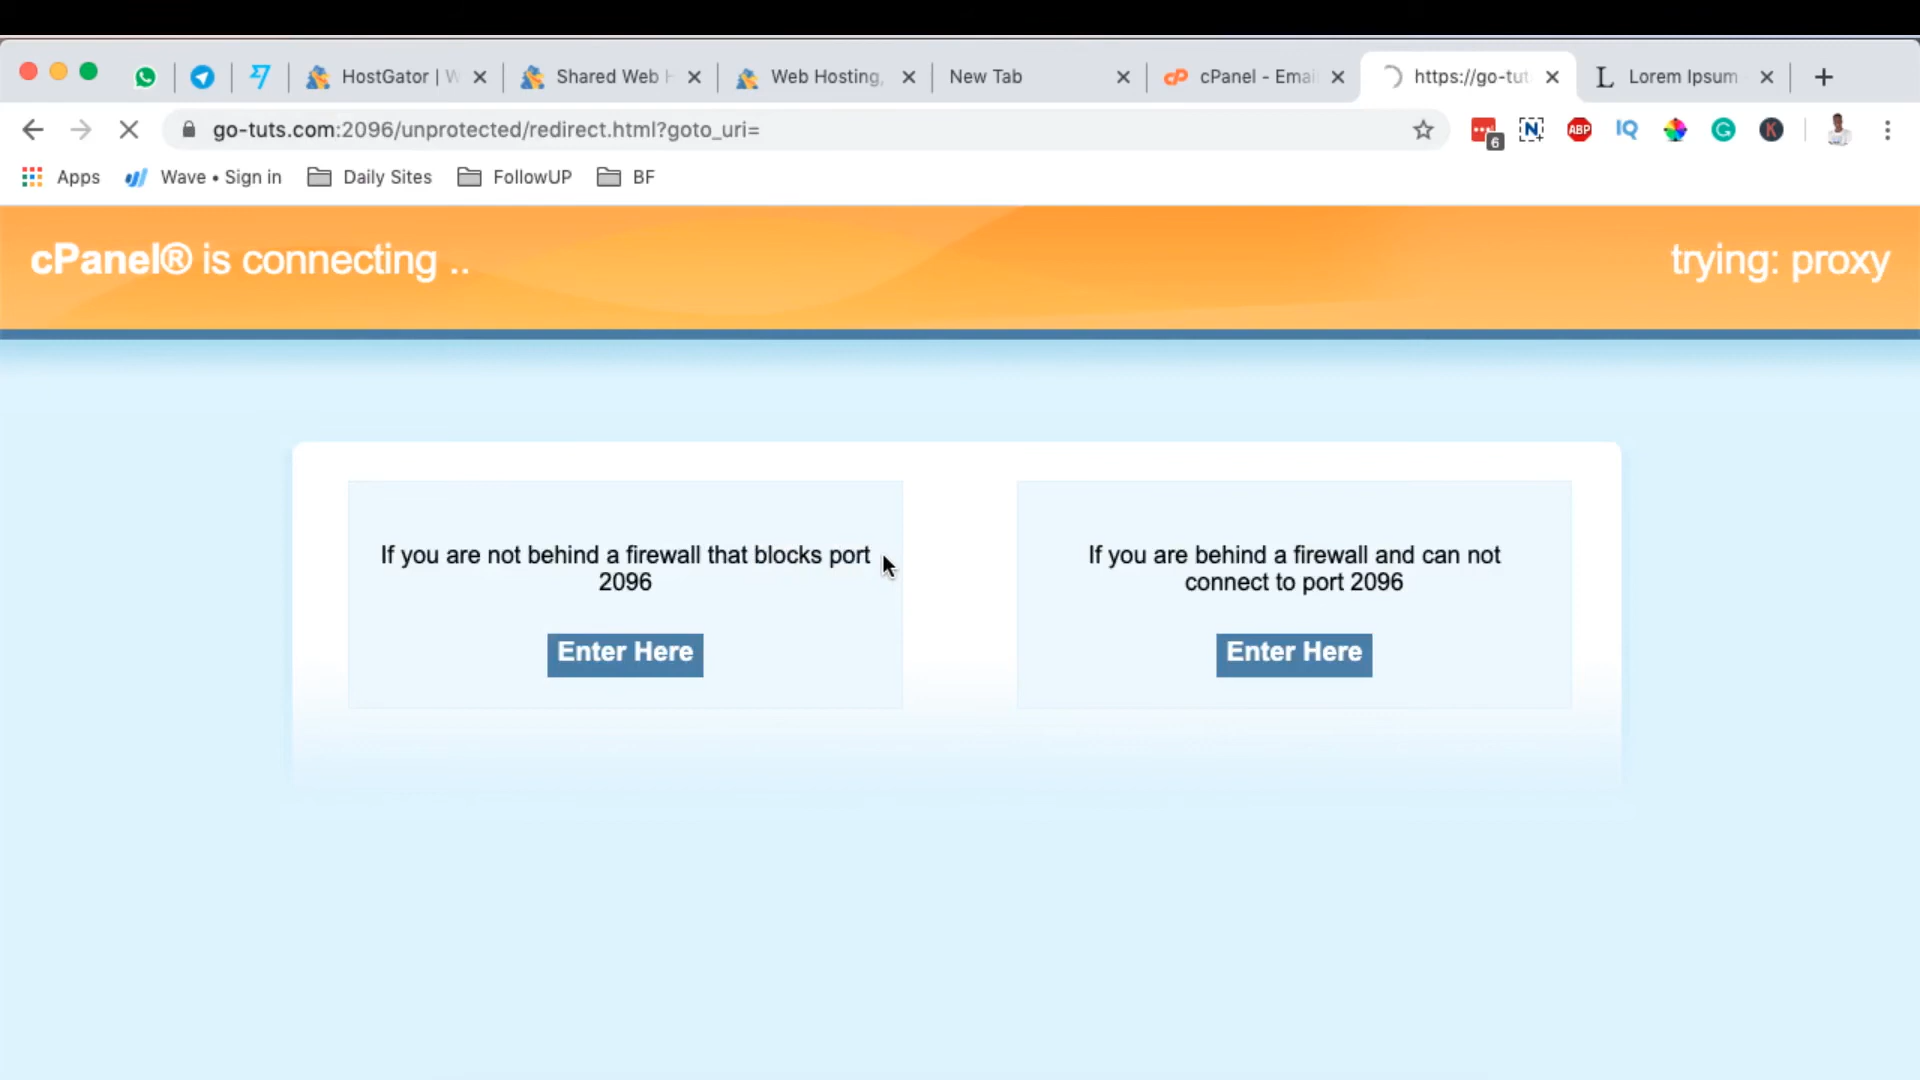 HostGator | W
Shared Web H
Web Hosting,
New Tab
cPanel - Emai
https://go-tut
Lorem Ipsum
go-tuts.com:2096/unprotected/redirect.html?goto_uri=
6
ABP
IQ
Apps
Wave • Sign in
Daily Sites
FollowUP
BF
cPanel® is connecting ..
trying: proxy
If you are not behind a firewall that blocks port
2096
Enter Here
If you are behind a firewall and can not
connect to port 2096
Enter Here